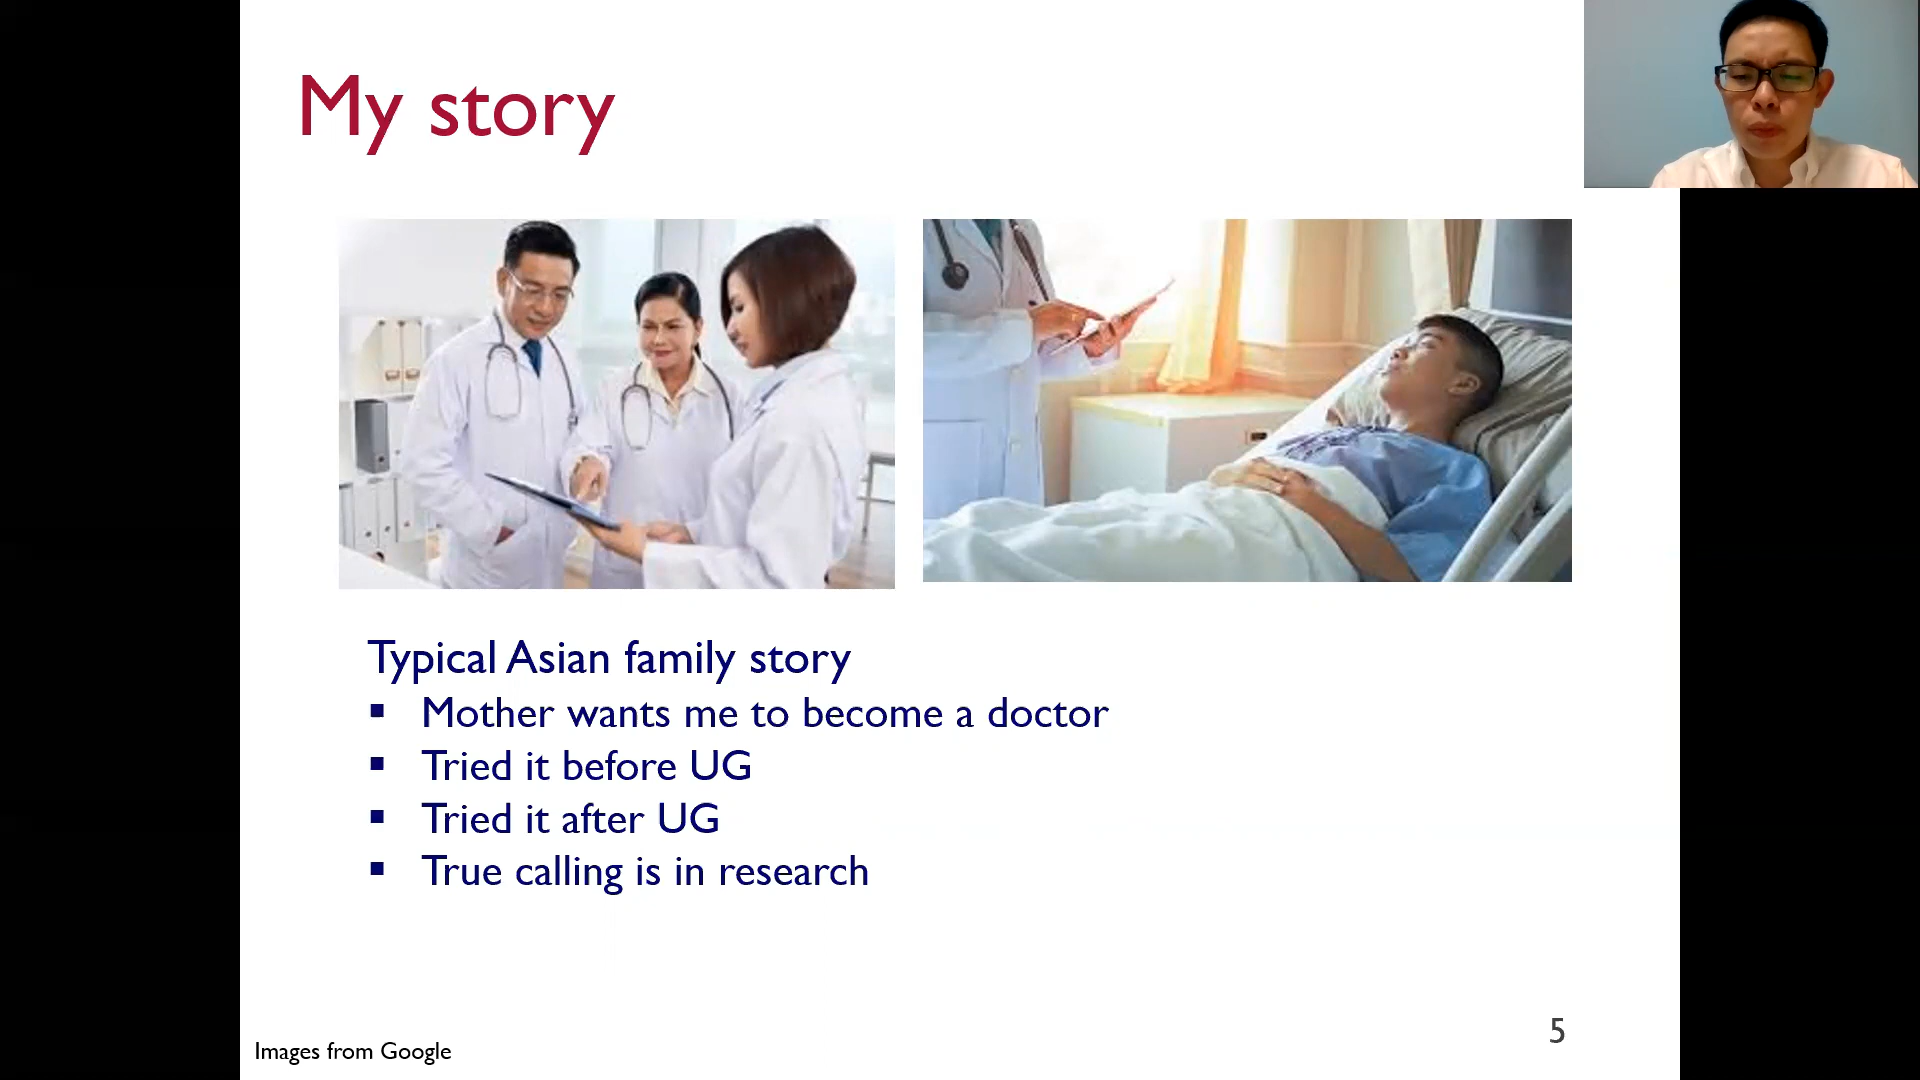 My story
Typical Asian family story
▪ Mother wants me to become a doctor
▪ Tried it before UG
▪ Tried it after UG
▪ True calling is in research
Images from Google
5